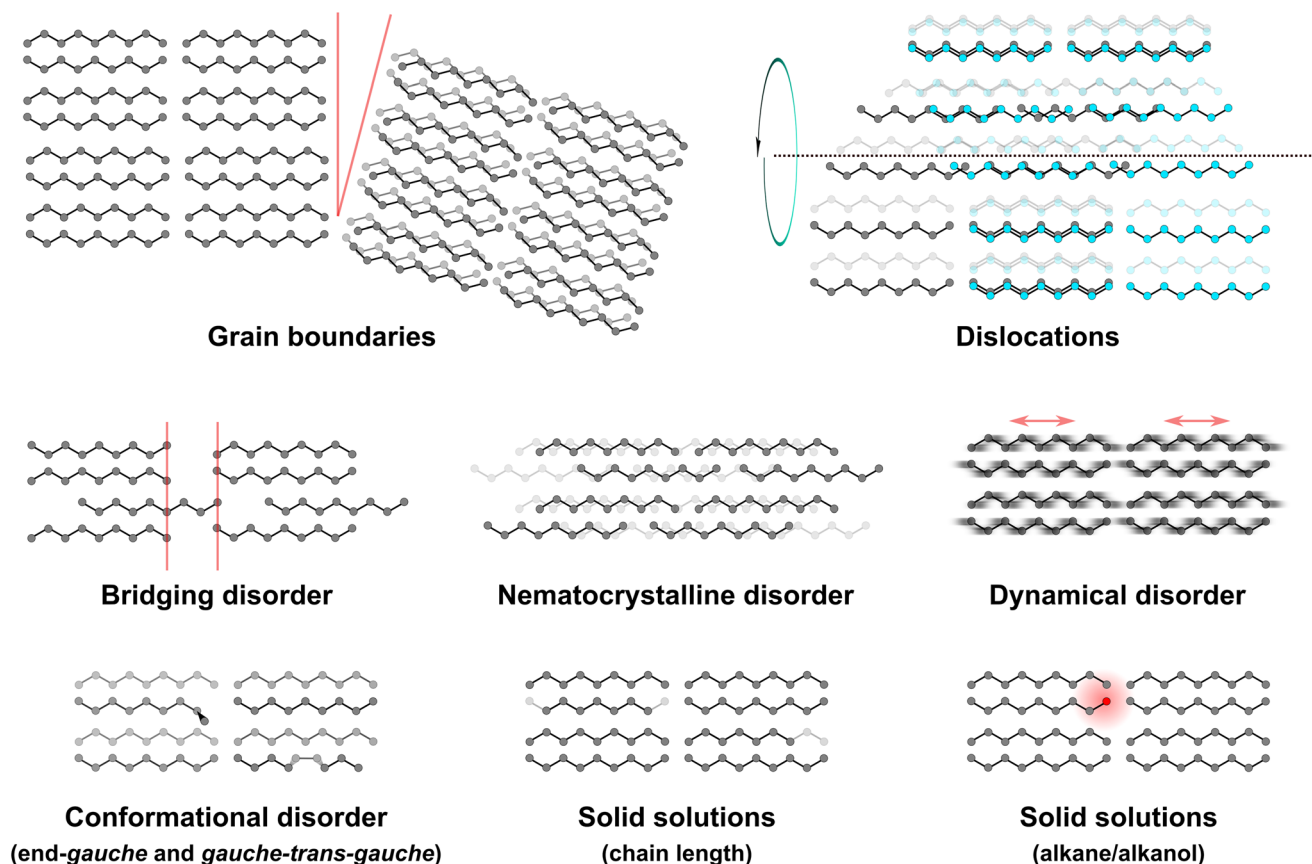 Grain boundaries
Dislocations
Bridging disorder
Nematocrystalline disorder
Dynamical disorder
Conformational disorder
(end-gauche and gauche-trans-gauche)
Solid solutions
(chain length)
Solid solutions
(alkane/alkanol)